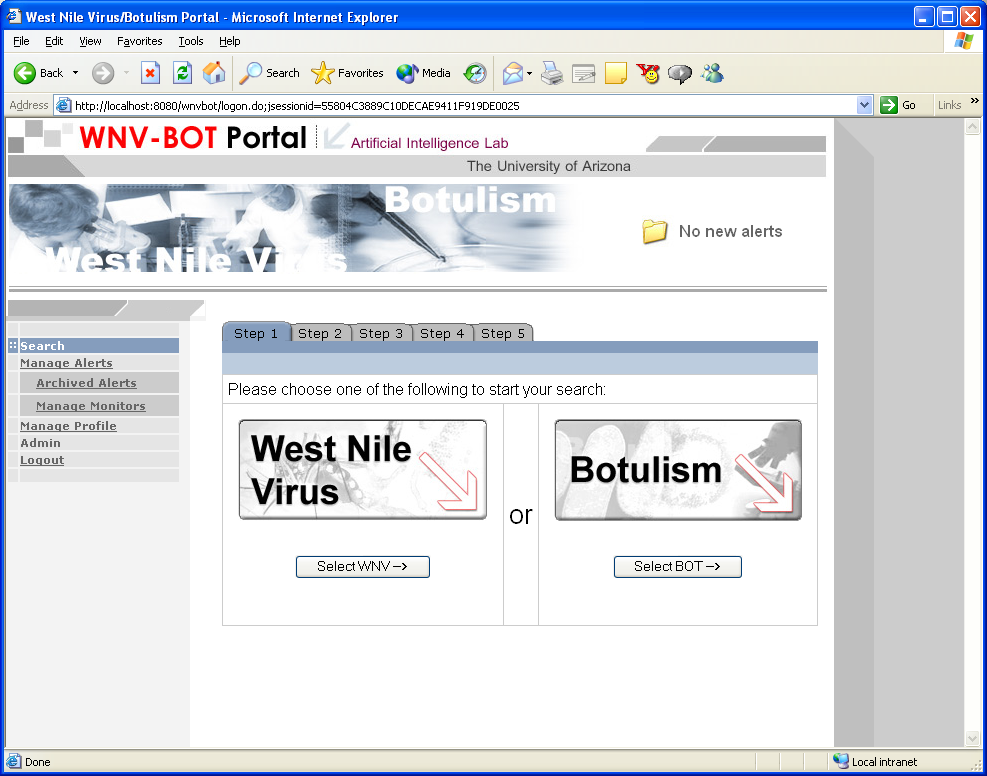 West Nile Virus/Botulism Portal - Microsoft Internet Explorer
File Edit View Favorites Tools Help
Back Search Favorites Media
Address http://localhost:8080/wnvbot/logon.do;jsessionid=55804C3889C10DECAE9411F919DE0025 Go Links »
WNV-BOT Portal Artificial Intelligence Lab
The University of Arizona
Botulism
West Nile Virus
No new alerts
Step 1 Step 2 Step 3 Step 4 Step 5
Search
Manage Alerts
Archived Alerts
Manage Monitors
Manage Profile
Admin
Logout
Please choose one of the following to start your search:
West Nile
Virus
or
Botulism
Select WNV -->
Select BOT -->
Done Local intranet